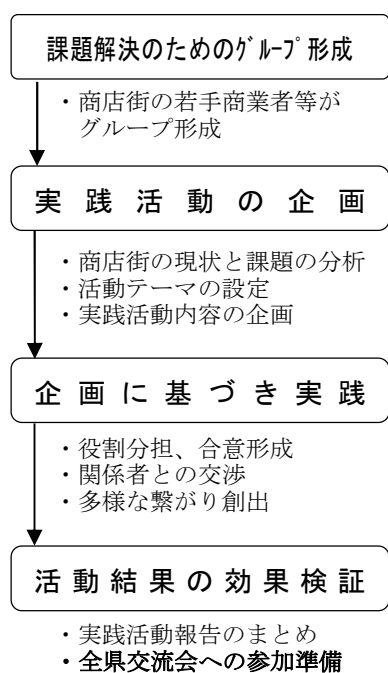 課題解決のためのｸﾞﾙｰﾌﾟ形成
・商店街の若手商業者等が
グループ形成
実践活動の企画
・商店街の現状と課題の分析
・活動テーマの設定
・実践活動内容の企画
企画に基づき実践
・役割分担、合意形成
・関係者との交渉
・多様な繋がり創出
活動結果の効果検証
・実践活動報告のまとめ
・全県交流会への参加準備